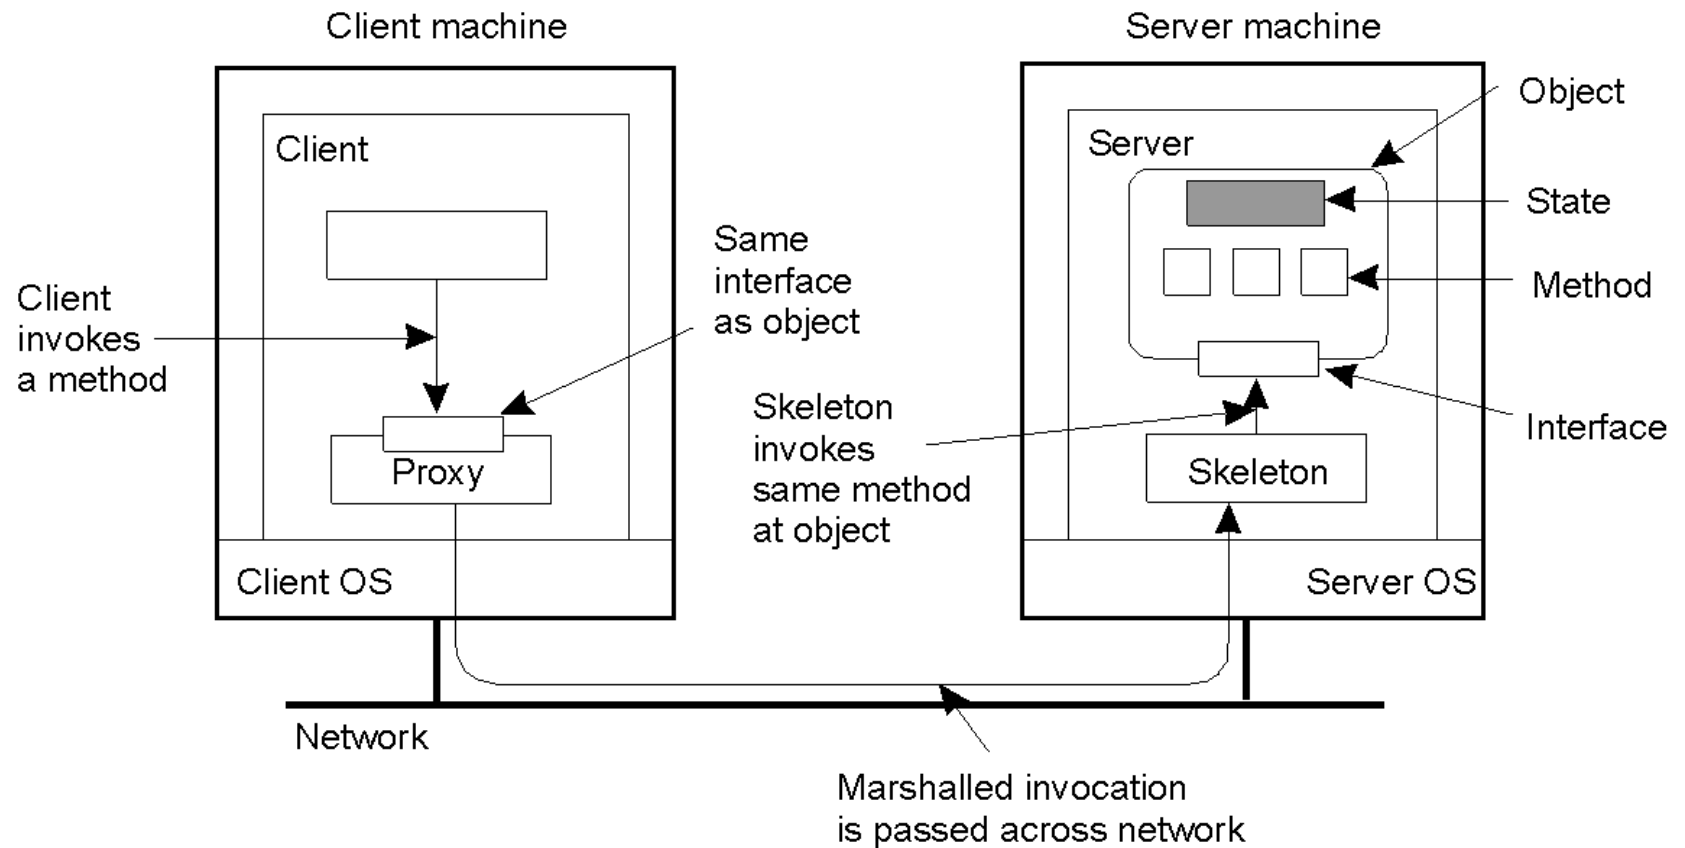 Client machine
Server machine
Client
Client
invokes
a method
Same
interface
as object
Proxy
Client OS
Server
Object
State
Method
Interface
Skeleton
invokes
same method
at object
Skeleton
Server OS
Network
Marshalled invocation
is passed across network